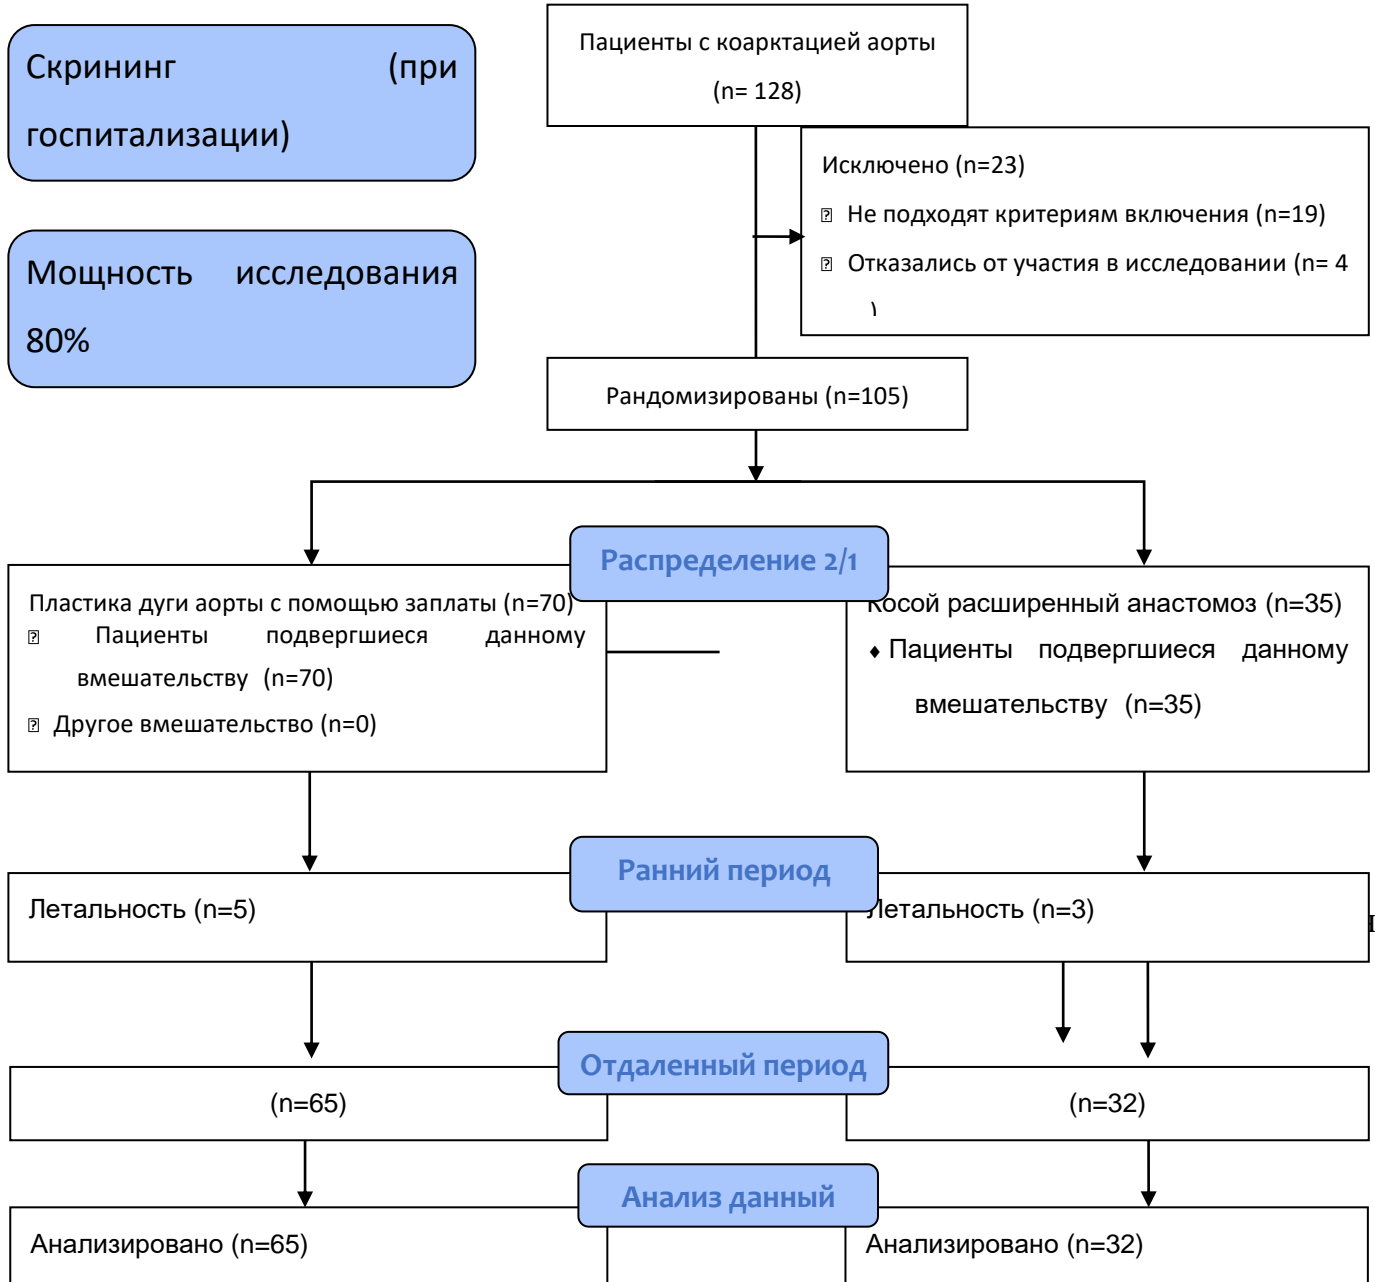 Скрининг (при
госпитализации)
Мощность исследования
80%
Пациенты с коарктацией аорты
(n= 128)
Исключено (n=23)
Не подходят критериям включения (n=19)
Отказались от участия в исследовании (n= 4
)
Рандомизированы (n=105)
Распределение 2/1
Пластика дуги аорты с помощью заплаты (n=70)
Пациенты подвергшиеся данному
вмешательству (n=70)
Другое вмешательство (n=0)
Косой расширенный анастомоз (n=35)
♦ Пациенты подвергшиеся данному
вмешательству (n=35)
Ранний период
Летальность (n=5)
Летальность (n=3)
Отдаленный период
(n=65)
(n=32)
Анализ данный
Анализировано (n=65)
Анализировано (n=32)